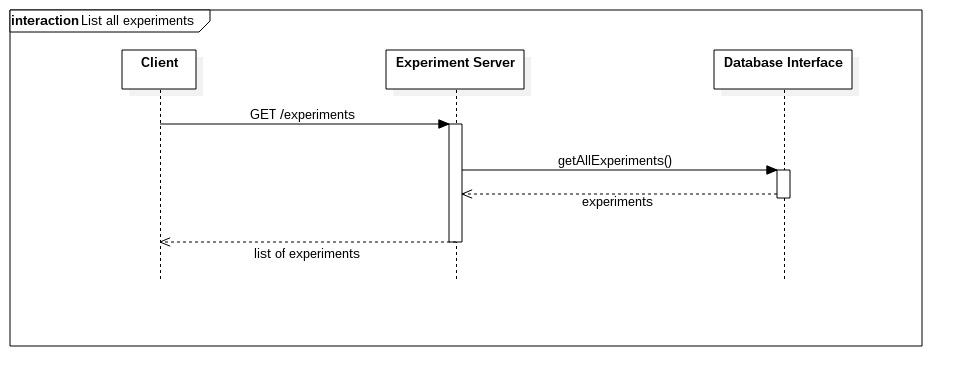 interaction List all experiments
Client
Experiment Server
Database Interface
GET /experiments
getAllExperiments()
experiments
list of experiments